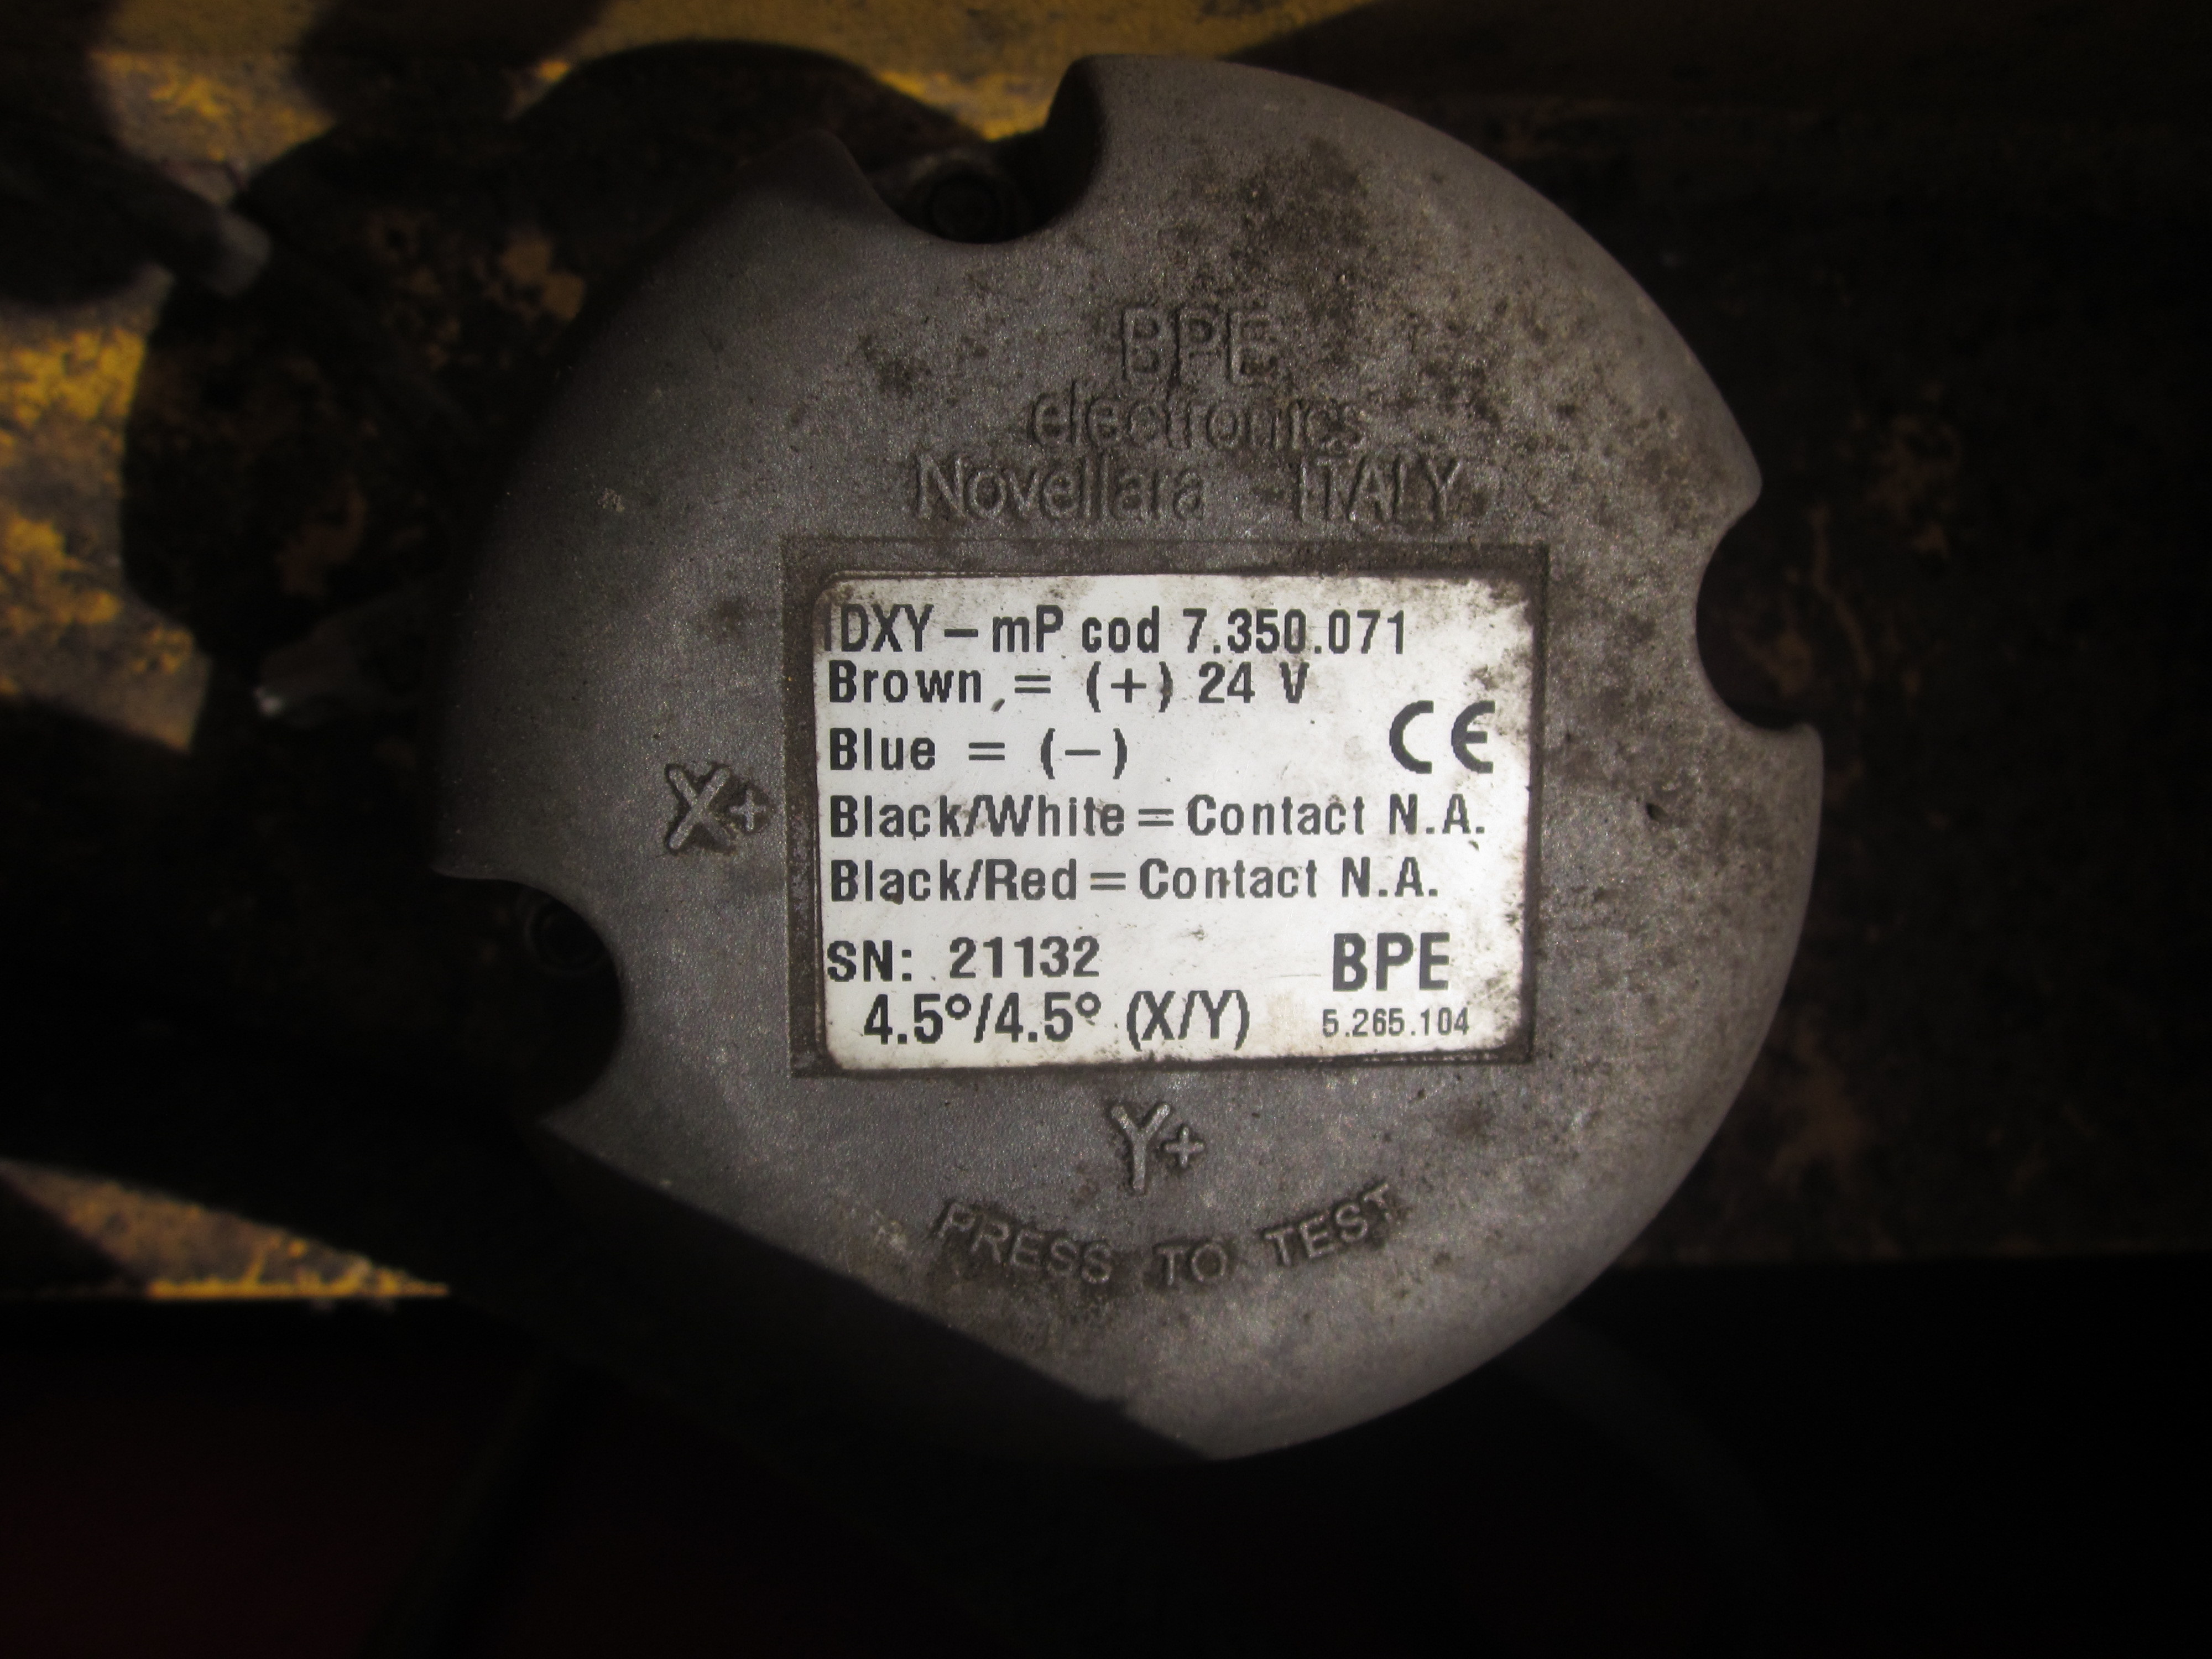 BPE
electronics
Novellara ITALY
IDXY-mP cod 7.350.071
Brown = (+) 24 V
Blue = (-)
CE
Black/White = Contact N.A.
Black/Red = Contact N.A.
SN: 21132
BPE
4.5°/4.5° (X/Y)
5.265.104
X+
Y+
PRESS TO TEST